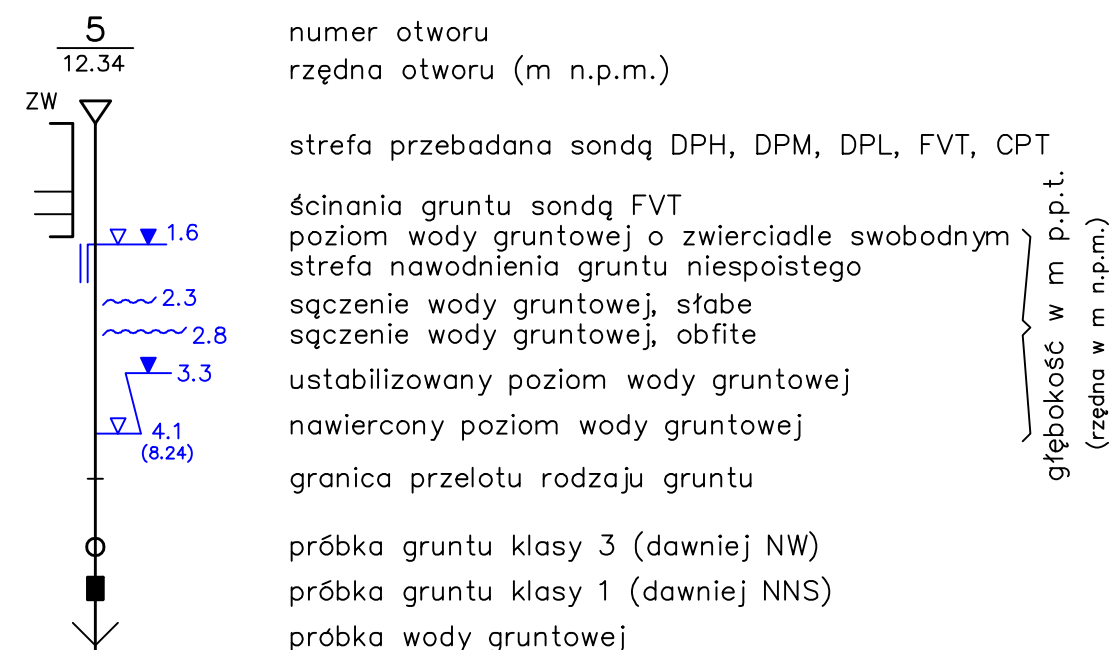 5
12.34
ZW
numer otworu
rzędna otworu (m n.p.m.)
strefa przebadana sondą DPH, DPM, DPL, FVT, CPT
ścinania gruntu sondą FVT
1.6
poziom wody gruntowej o zwierciadle swobodnym
strefa nawodnienia gruntu niespoistego
2.3
sączenie wody gruntowej, słabe
2.8
sączenie wody gruntowej, obfite
3.3
ustabilizowany poziom wody gruntowej
4.1
(8.24)
nawiercony poziom wody gruntowej
granica przelotu rodzaju gruntu
próbka gruntu klasy 3 (dawniej NW)
próbka gruntu klasy 1 (dawniej NNS)
próbka wody gruntowej
głębokość w m p.p.t.
(rzędna w m n.p.m.)